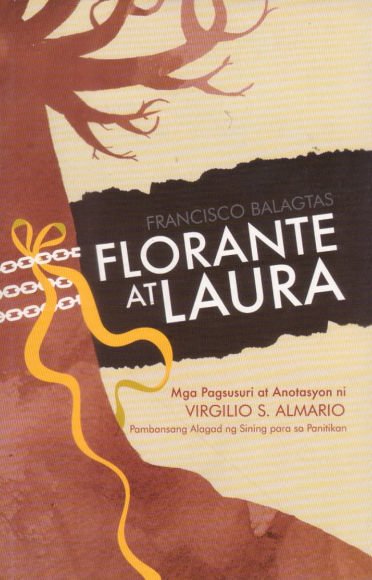 FRANCISCO BALAGTAS
FLORANTE
AT LAURA
Mga Pagsusuri at Anotasyon ni
VIRGILIO S. ALMARIO
Pambansang Alagad ng Sining para sa Panitikan